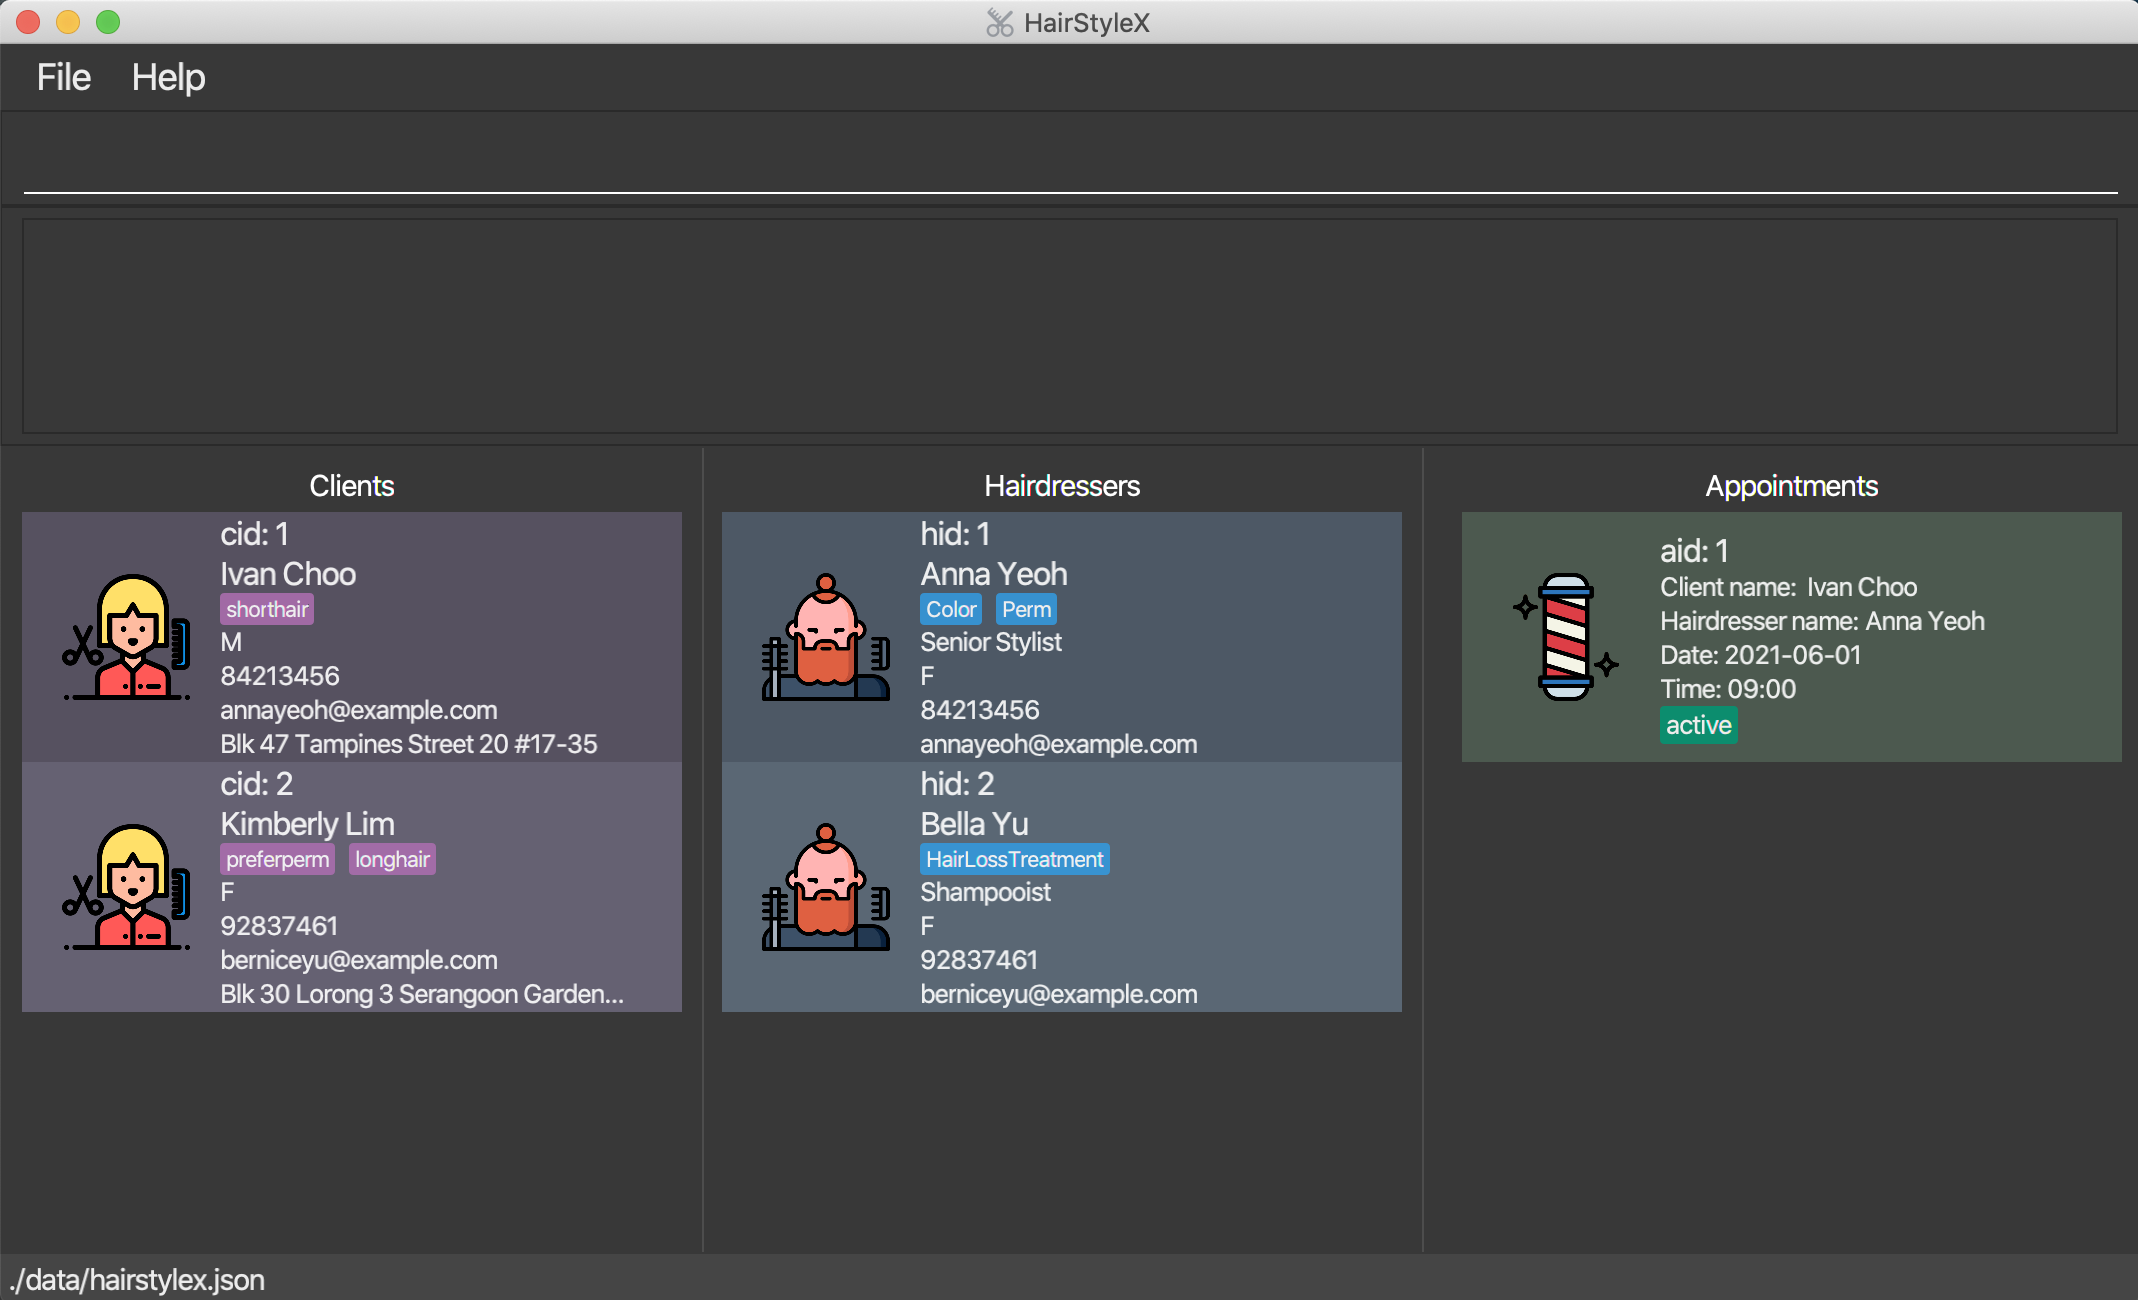 HairStyleX
File Help
Clients
cid: 1
Ivan Choo
shorthair
M
84213456
annayeoh@example.com
Blk 47 Tampines Street 20 #17-35
cid: 2
Kimberly Lim
preferperm longhair
F
92837461
berniceyu@example.com
Blk 30 Lorong 3 Serangoon Garden...
Hairdressers
hid: 1
Anna Yeoh
Color Perm
Senior Stylist
F
84213456
annayeoh@example.com
hid: 2
Bella Yu
HairLossTreatment
Shampooist
F
92837461
berniceyu@example.com
Appointments
aid: 1
Client name: Ivan Choo
Hairdresser name: Anna Yeoh
Date: 2021-06-01
Time: 09:00
active
./data/hairstylex.json